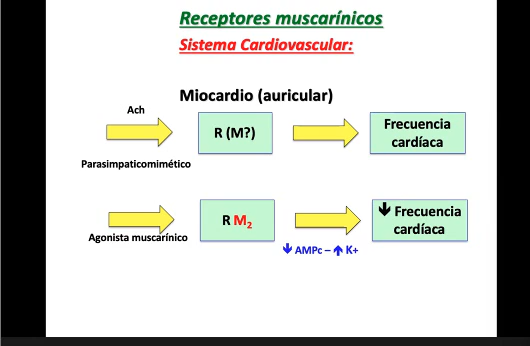 Receptores muscarínicos
Sistema Cardiovascular:
Miocardio (auricular)
Ach
Parasimpaticomimético
R (M?)
Frecuencia
cardíaca
Agonista muscarínico
R M₂
🡻 AMPc – 🡹 K+
🡻 Frecuencia
cardíaca